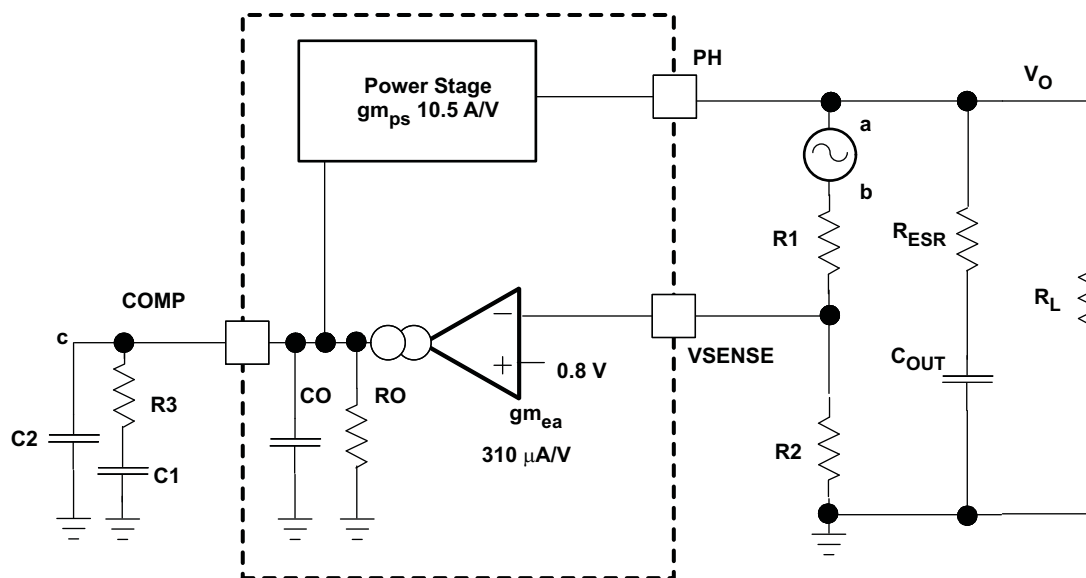 Power Stage
gm_ps 10.5 A/V
PH
V_O
a
b
R1
R_ESR
R_L
COMP
c
VSENSE
−
+
0.8 V
C_OUT
R3
CO
RO
gm_ea
C2
C1
310 μA/V
R2